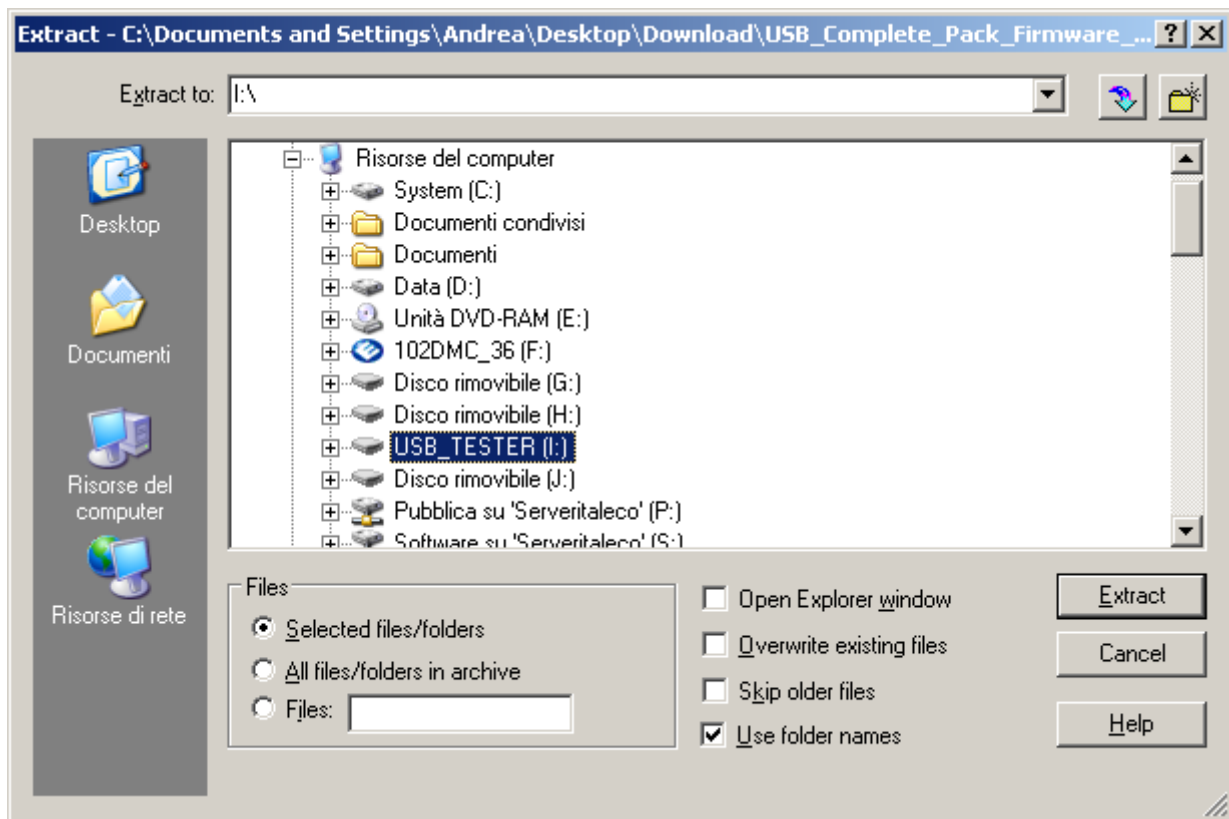 Extract - C:\Documents and Settings\Andrea\Desktop\Download\USB_Complete_Pack_Firmware_...
Extract to: I:\
Desktop
Documenti
Risorse del
computer
Risorse di rete
Risorse del computer
System (C:)
Documenti condivisi
Documenti
Data (D:)
Unità DVD-RAM (E:)
102DMC_36 (F:)
Disco rimovibile (G:)
Disco rimovibile (H:)
USB_TESTER (I:)
Disco rimovibile (J:)
Pubblica su 'Serveritaleco' (P:)
Software su 'Serveritaleco' (S:)
Files
Selected files/folders
All files/folders in archive
Files:
Open Explorer window
Overwrite existing files
Skip older files
Use folder names
Extract
Cancel
Help